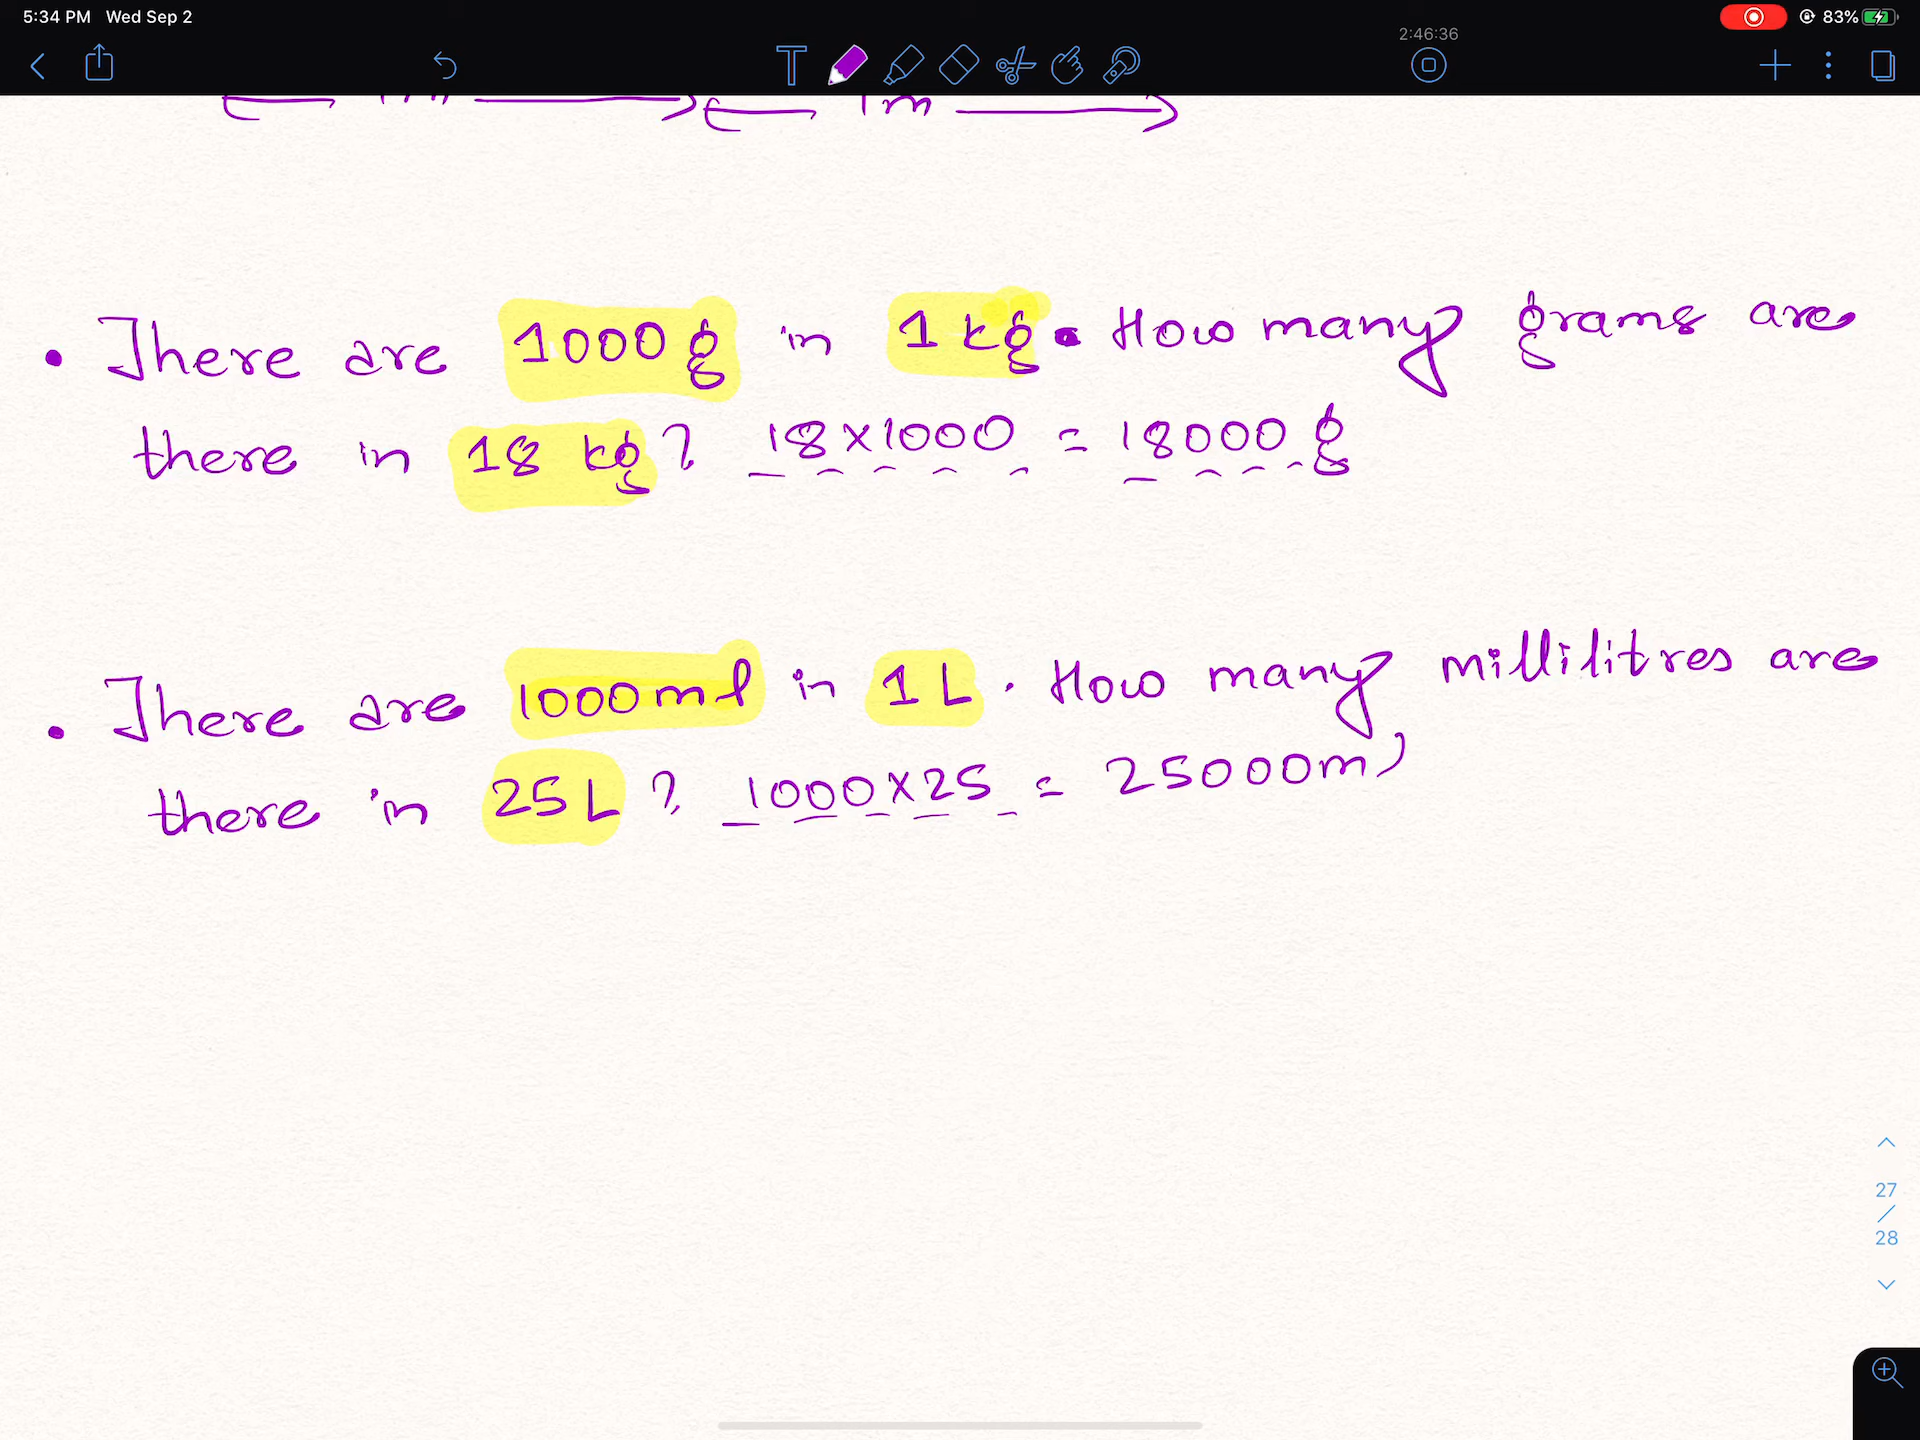 5:34 PM Wed Sep 2
83%
2:46:36
T
1m
• There are 1000 g in 1 kg. How many grams are
there in 18 kg? 18×1000 = 18000 g
• There are 1000 ml in 1 L. How many millilitres are
there in 25 L ? 1000×25 = 25000m)
27
/
28